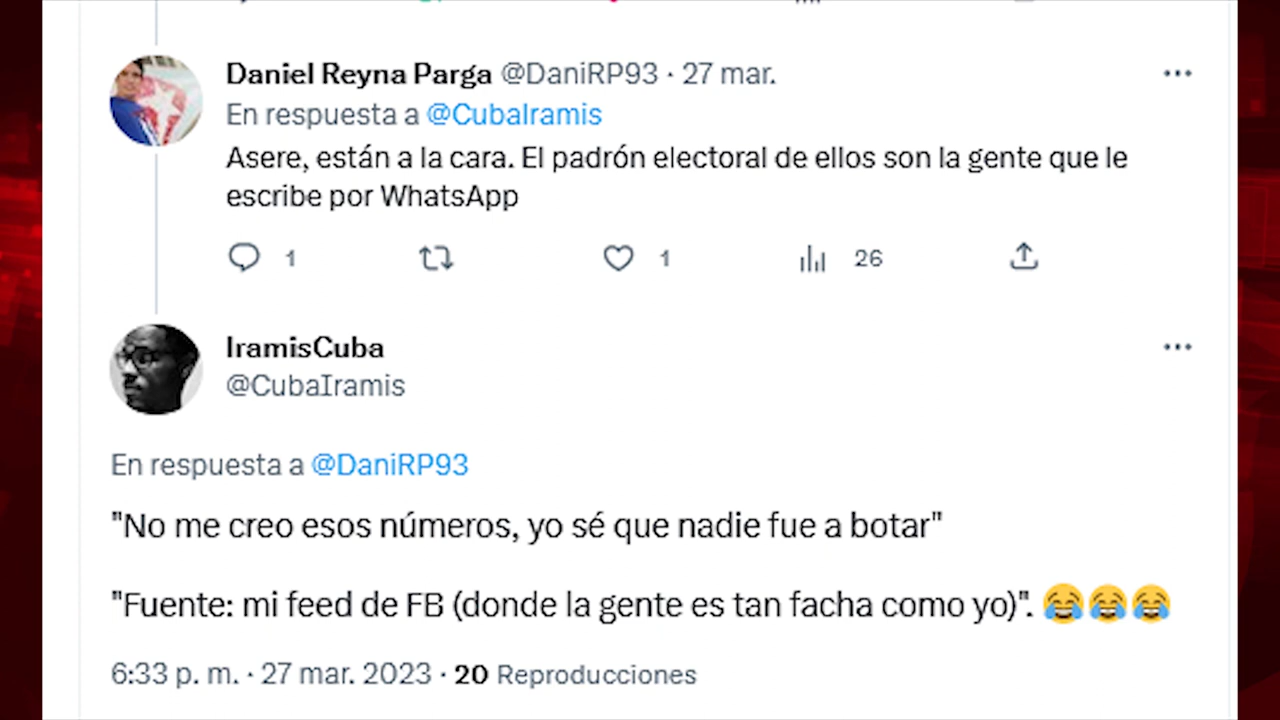 Daniel Reyna Parga @DaniRP93 · 27 mar.
En respuesta a @CubaIramis
Asere, están a la cara. El padrón electoral de ellos son la gente que le
escribe por WhatsApp
1 1 26
IramisCuba
@CubaIramis
En respuesta a @DaniRP93
"No me creo esos números, yo sé que nadie fue a botar"
"Fuente: mi feed de FB (donde la gente es tan facha como yo)". 😂😂😂
6:33 p. m. · 27 mar. 2023 · 20 Reproducciones